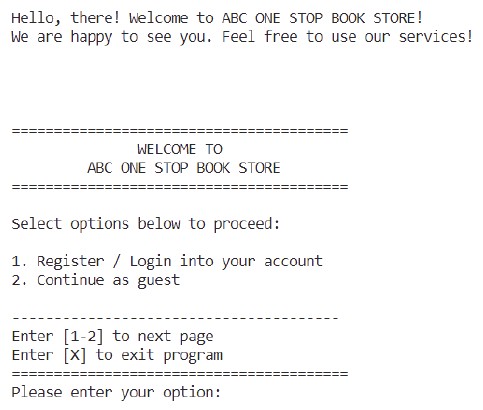 Hello, there! Welcome to ABC ONE STOP BOOK STORE!
We are happy to see you. Feel free to use our services!
========================================
WELCOME TO
ABC ONE STOP BOOK STORE
========================================
Select options below to proceed:
1. Register / Login into your account
2. Continue as guest
---------------------------------------
Enter [1-2] to next page
Enter [X] to exit program
========================================
Please enter your option: